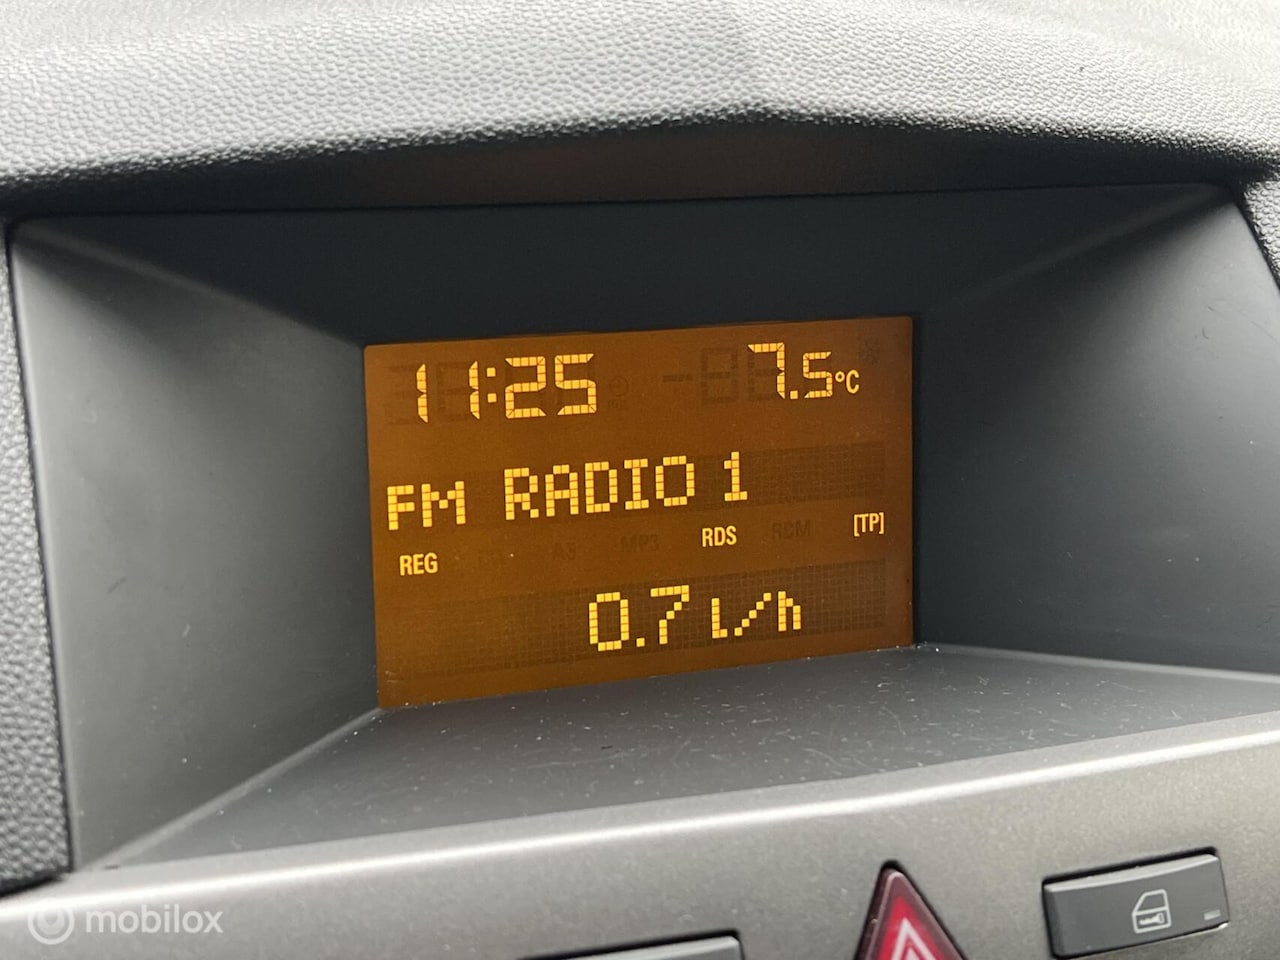 11:25 7.5°C
FM RADIO 1
REG RDS [TP]
0.7 l/h
mobilox